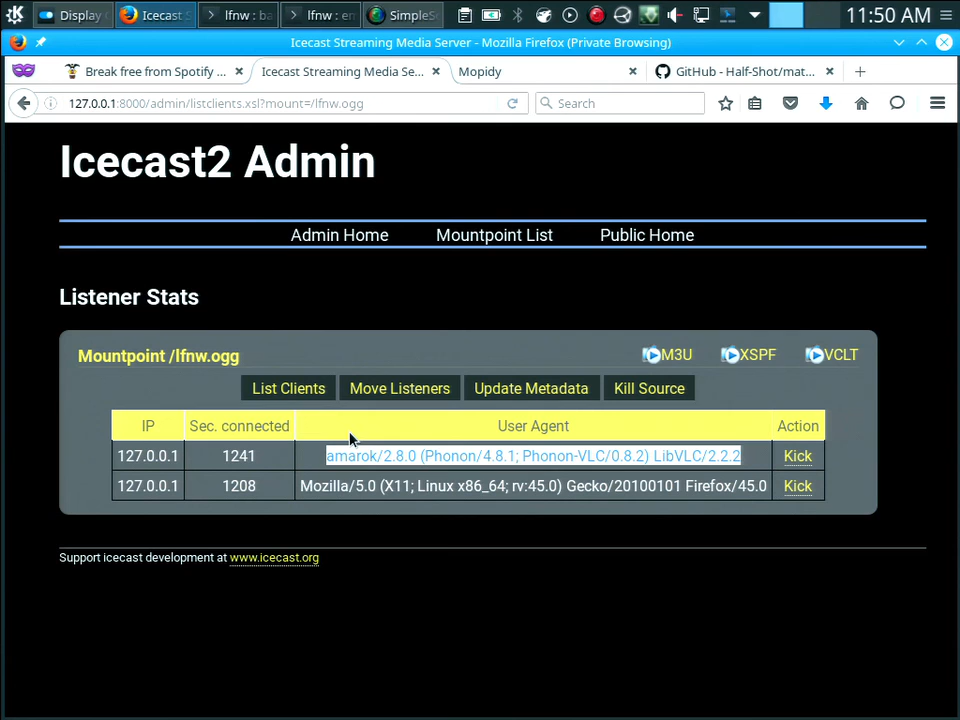 Display
Icecast
lfnw : ba
lfnw : en
SimpleSc
11:50 AM
Icecast Streaming Media Server - Mozilla Firefox (Private Browsing)
Break free from Spotify ...
Icecast Streaming Media Se...
Mopidy
GitHub - Half-Shot/mat...
127.0.0.1:8000/admin/listclients.xsl?mount=/lfnw.ogg
Search
Icecast2 Admin
Admin Home Mountpoint List Public Home
Listener Stats
Mountpoint /lfnw.ogg M3U XSPF VCLT
List Clients Move Listeners Update Metadata Kill Source
IP Sec. connected User Agent Action
127.0.0.1 1241 amarok/2.8.0 (Phonon/4.8.1; Phonon-VLC/0.8.2) LibVLC/2.2.2 Kick
127.0.0.1 1208 Mozilla/5.0 (X11; Linux x86_64; rv:45.0) Gecko/20100101 Firefox/45.0 Kick
Support icecast development at www.icecast.org